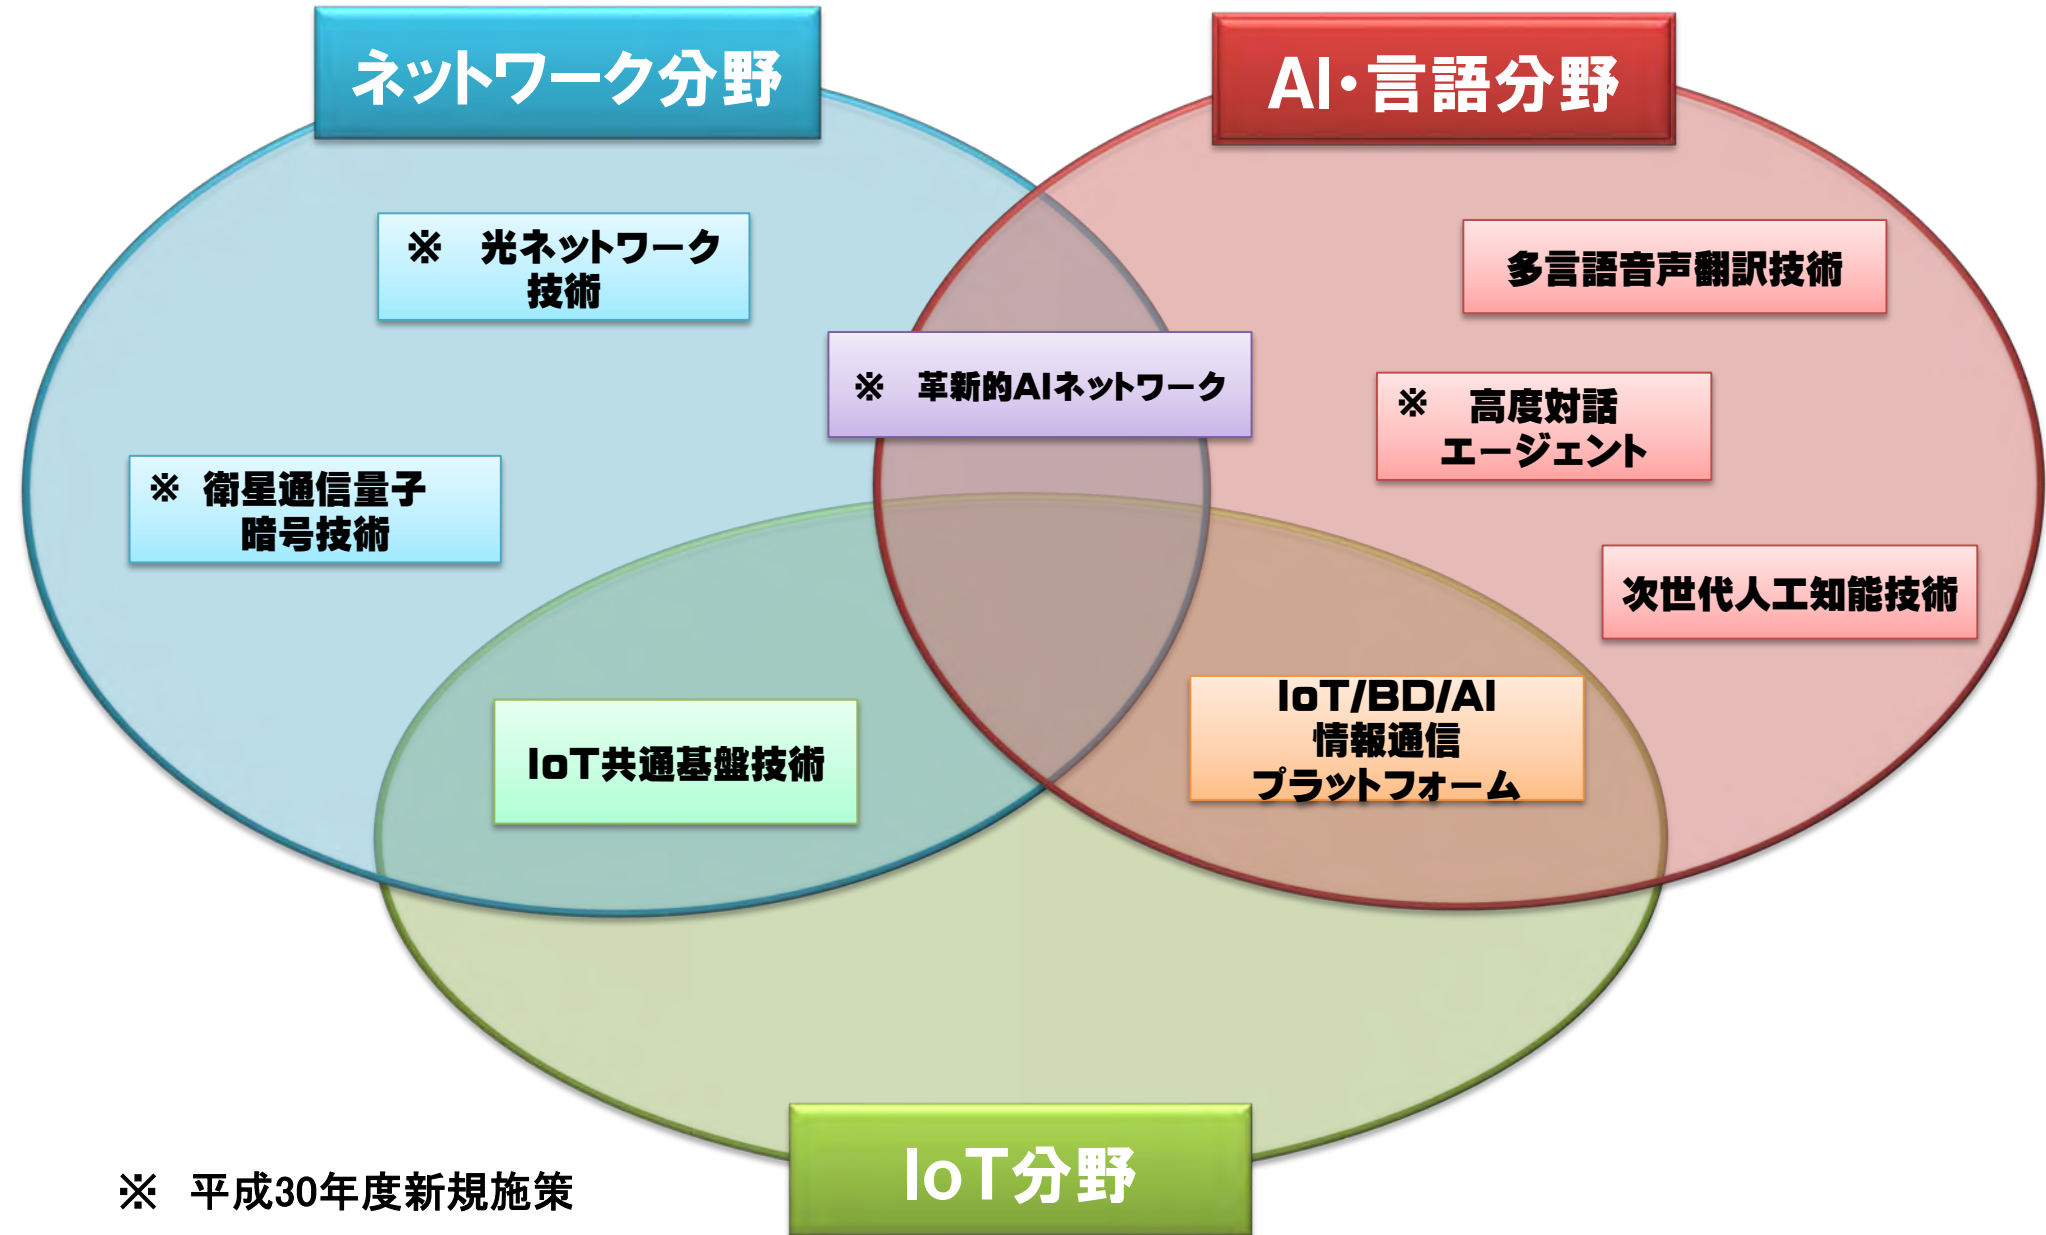 ネットワーク分野
AI・言語分野
※　光ネットワーク
技術
多言語音声翻訳技術
※　革新的AIネットワーク
※　高度対話
エージェント
※　衛星通信量子
暗号技術
次世代人工知能技術
IoT共通基盤技術
IoT/BD/AI
情報通信
プラットフォーム
IoT分野
※　平成30年度新規施策